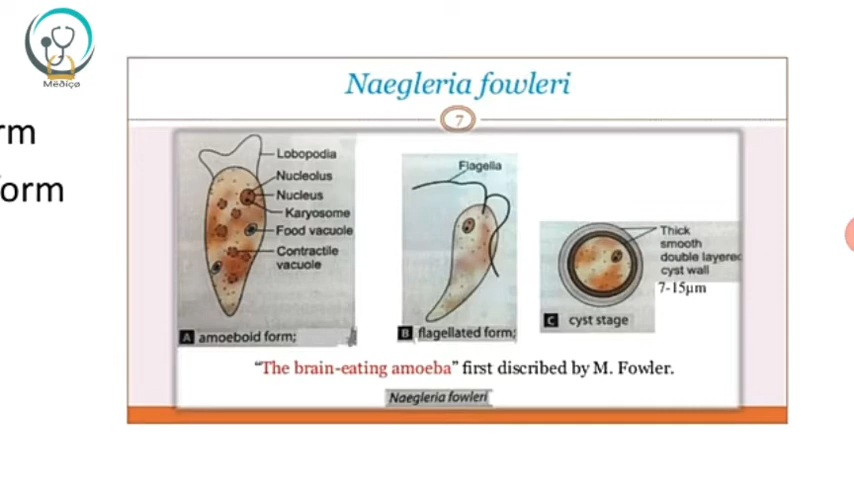 Mēðiçø
rm
orm
Naegleria fowleri
7
Lobopodia
Nucleolus
Nucleus
Karyosome
Food vacuole
Contractile
vacuole
A amoeboid form;
Flagella
B flagellated form;
Thick
smooth
double layered
cyst wall
7-15µm
C cyst stage
“The brain-eating amoeba” first discribed by M. Fowler.
Naegleria fowleri